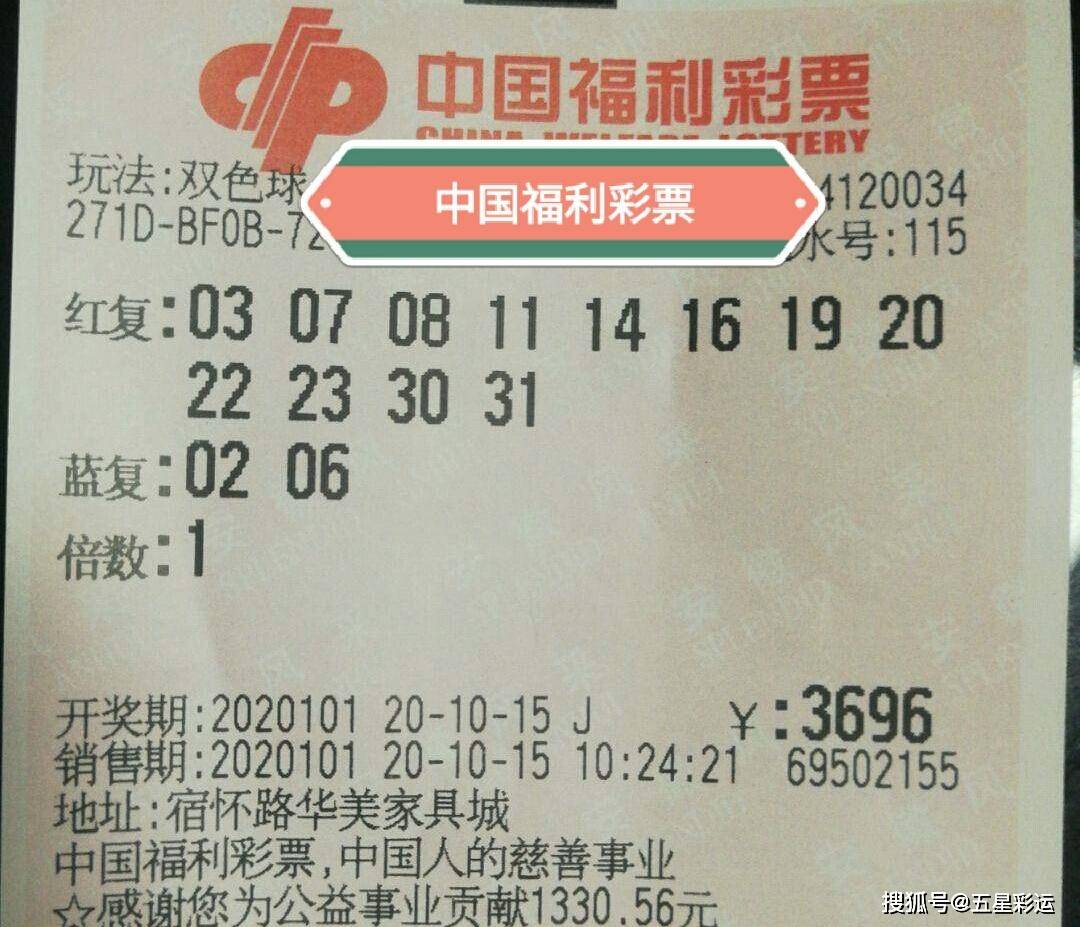 中国福利彩票
CHINA WELFARE LOTTERY
中国福利彩票
玩法:双色球 4120034
271D-BF0B-72 水号:115
红复:03 07 08 11 14 16 19 20
22 23 30 31
蓝复:02 06
倍数:1
开奖期:2020101 20-10-15 J ¥:3696
销售期:2020101 20-10-15 10:24:21 69502155
地址:宿怀路华美家具城
中国福利彩票,中国人的慈善事业
☆感谢您为公益事业贡献1330.56元
搜狐号@五星彩运